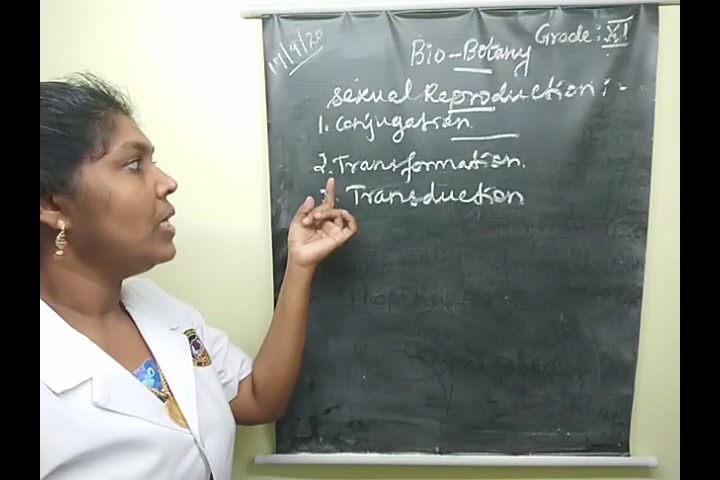 17/9/20
Grade: XI
Bio-Botany
Sexual Reproduction:-
1. Conjugation.
2. Transformation.
Transduction